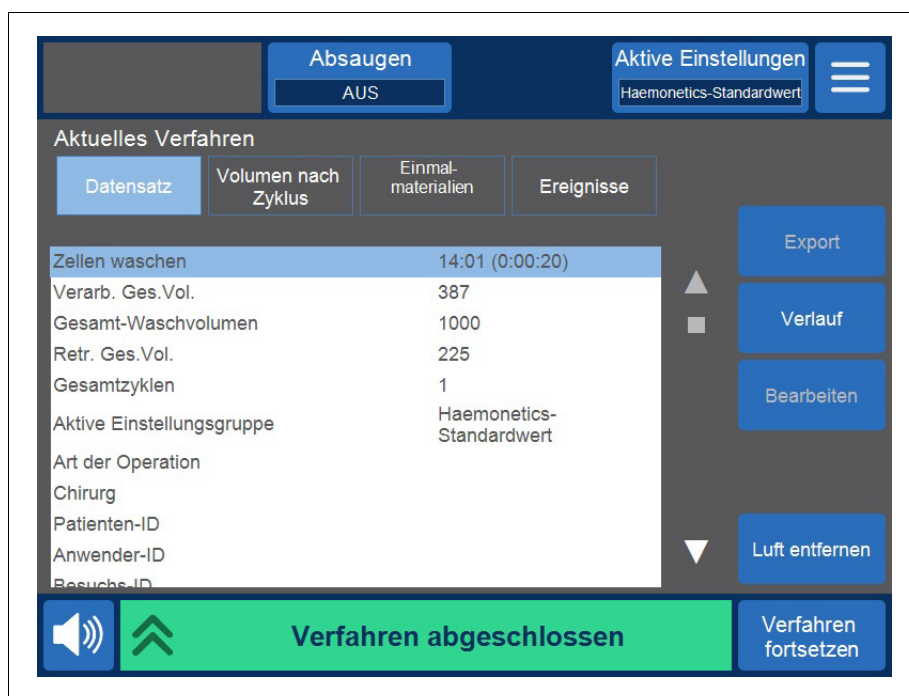 Absaugen
AUS
Aktive Einstellungen
Haemonetics-Standardwert
Aktuelles Verfahren
Datensatz
Volumen nach
Zyklus
Einmal-
materialien
Ereignisse
Export
Verlauf
Bearbeiten
Luft entfernen
Zellen waschen 14:01 (0:00:20)
Verarb. Ges.Vol. 387
Gesamt-Waschvolumen 1000
Retr. Ges.Vol. 225
Gesamtzyklen 1
Aktive Einstellungsgruppe Haemonetics-
Standardwert
Art der Operation
Chirurg
Patienten-ID
Anwender-ID
Besuchs-ID
Verfahren abgeschlossen
Verfahren
fortsetzen